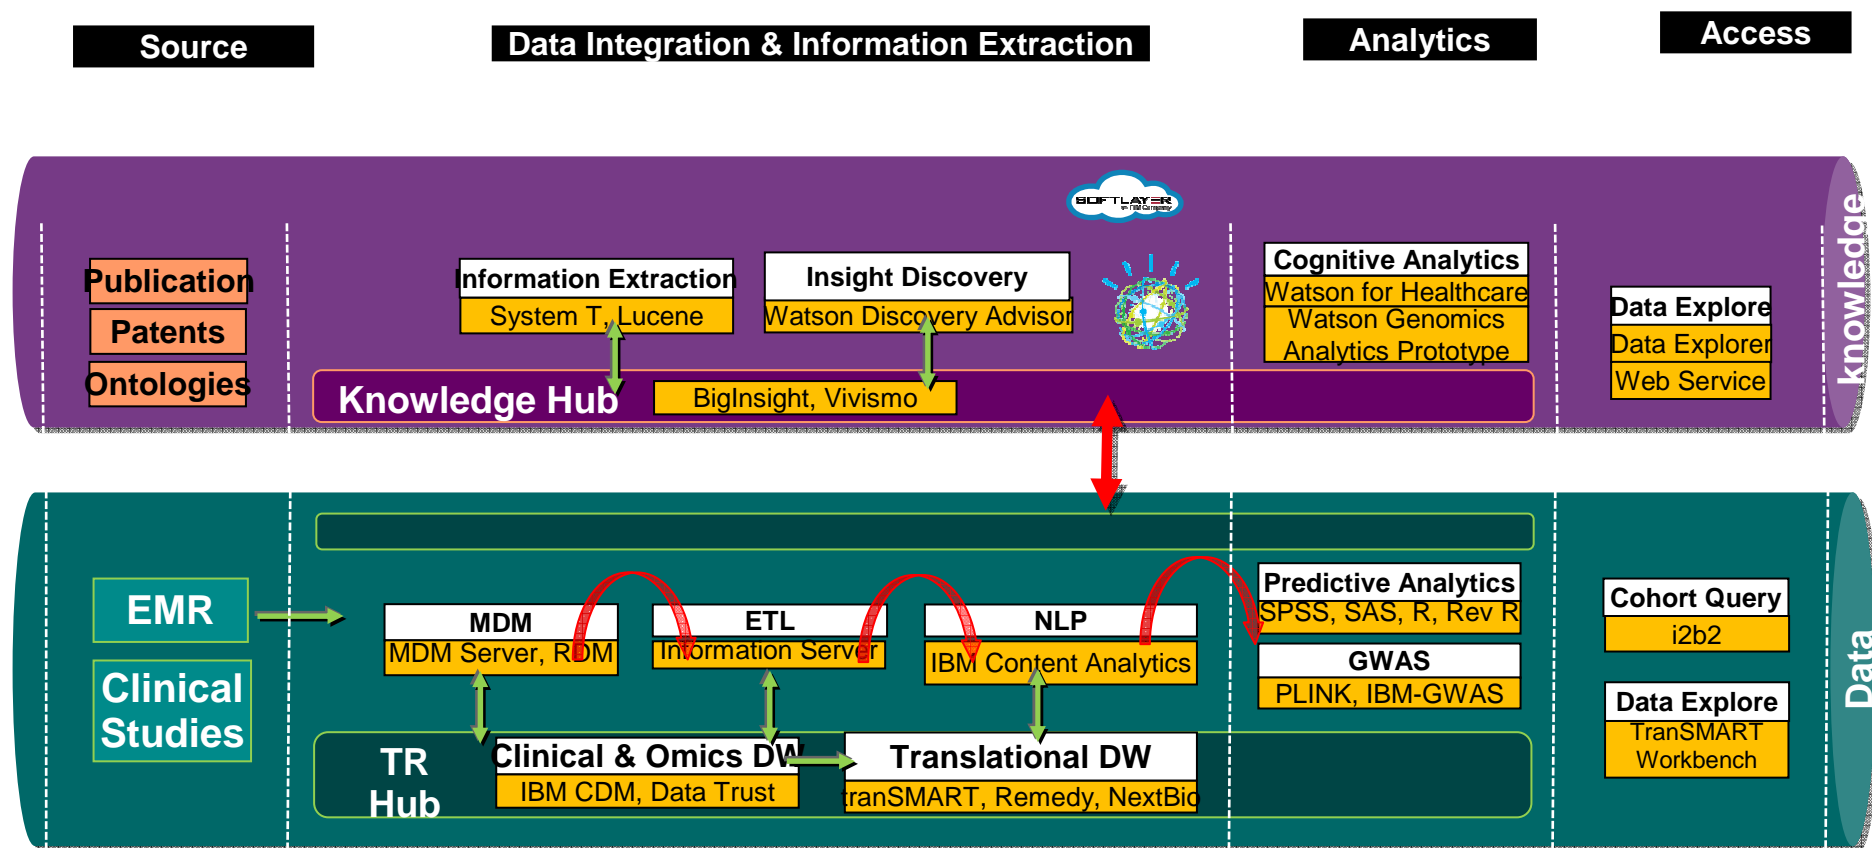 Source
Data Integration & Information Extraction
Analytics
Access
SOFTLAYER
an IBM Company
knowledge
Publication
Patents
Ontologies
Information Extraction
System T, Lucene
Insight Discovery
Watson Discovery Advisor
Cognitive Analytics
Watson for Healthcare
Watson Genomics
Analytics Prototype
Data Explore
Data Explorer
Web Service
Knowledge Hub
BigInsight, Vivismo
Data
EMR
Clinical
Studies
MDM
MDM Server, RDM
ETL
Information Server
NLP
IBM Content Analytics
Predictive Analytics
SPSS, SAS, R, Rev R
GWAS
PLINK, IBM-GWAS
Cohort Query
i2b2
Data Explore
TranSMART
Workbench
TR
Hub
Clinical & Omics DW
IBM CDM, Data Trust
Translational DW
tranSMART, Remedy, NextBio